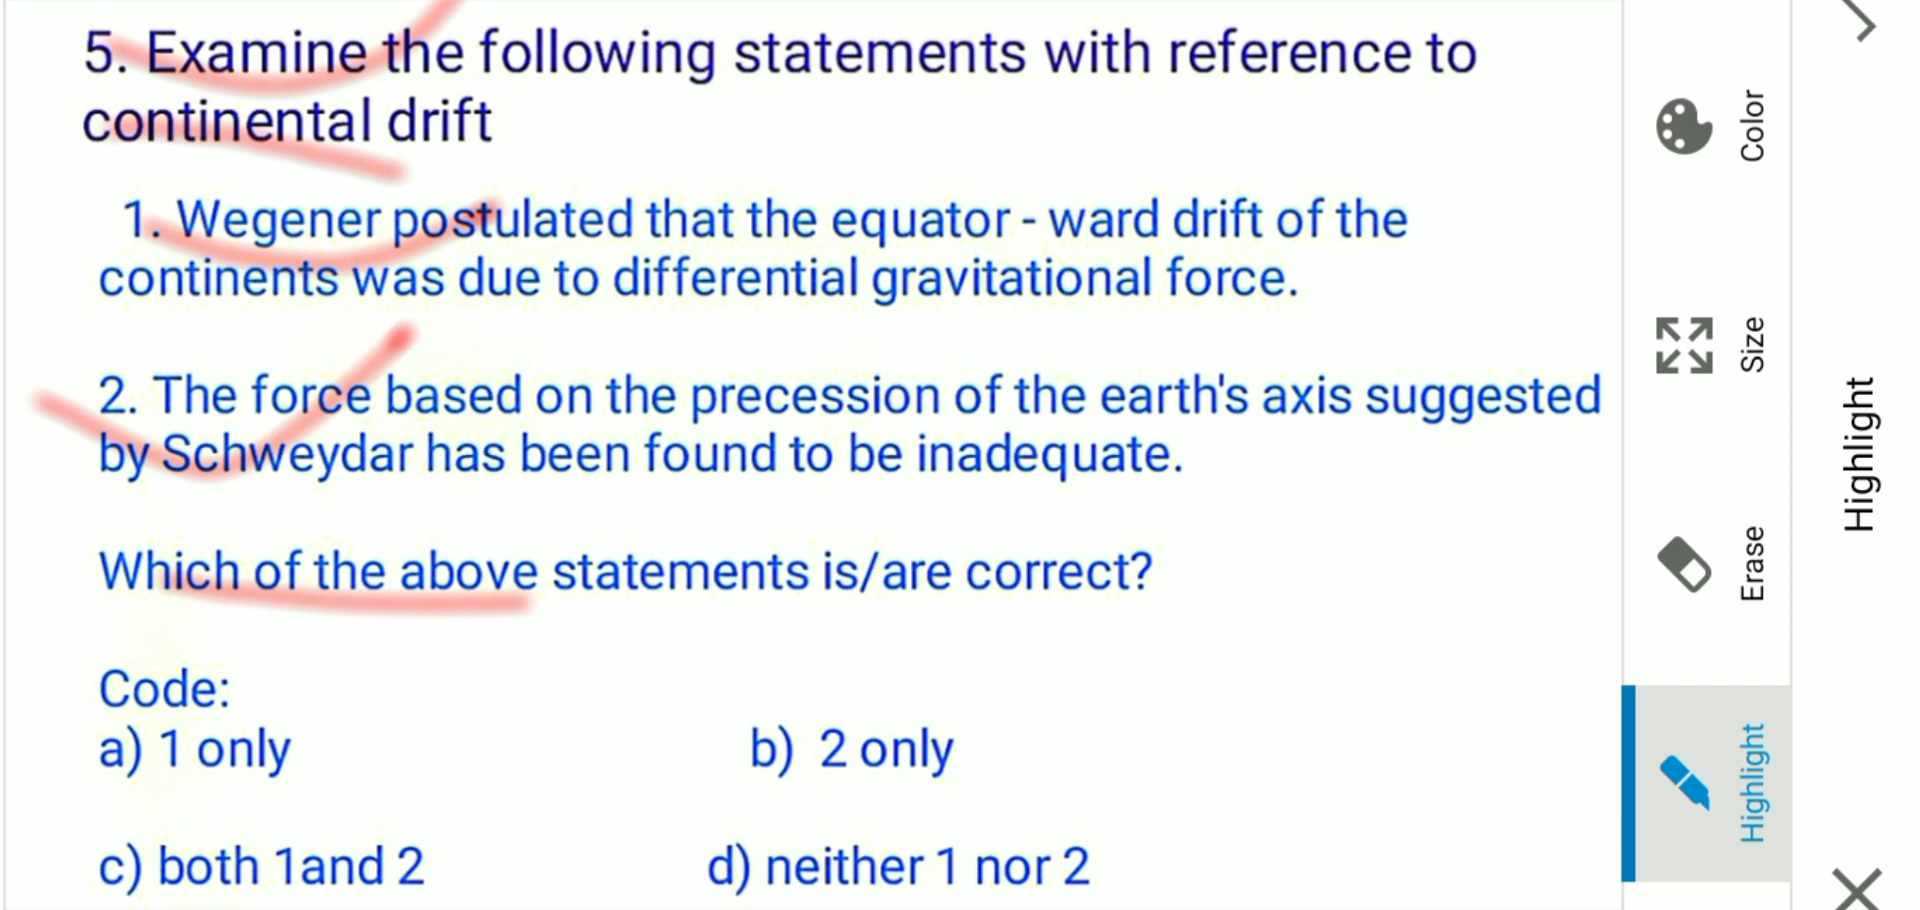 5. Examine the following statements with reference to
continental drift
1. Wegener postulated that the equator - ward drift of the
continents was due to differential gravitational force.
2. The force based on the precession of the earth's axis suggested
by Schweydar has been found to be inadequate.
Which of the above statements is/are correct?
Code:
a) 1 only b) 2 only
c) both 1and 2 d) neither 1 nor 2
Color
Size
Erase
Highlight
Highlight